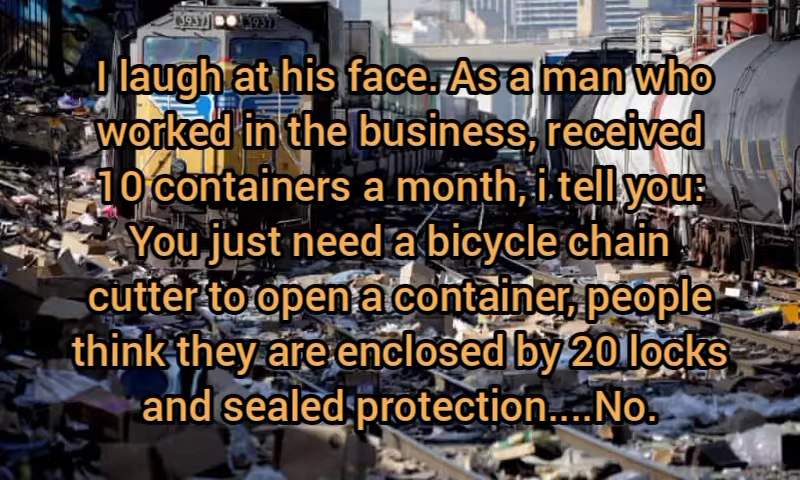 3937 3937
I laugh at his face. As a man who
worked in the business, received
10 containers a month, i tell you:
You just need a bicycle chain
cutter to open a container, people
think they are enclosed by 20 locks
and sealed protection....No.